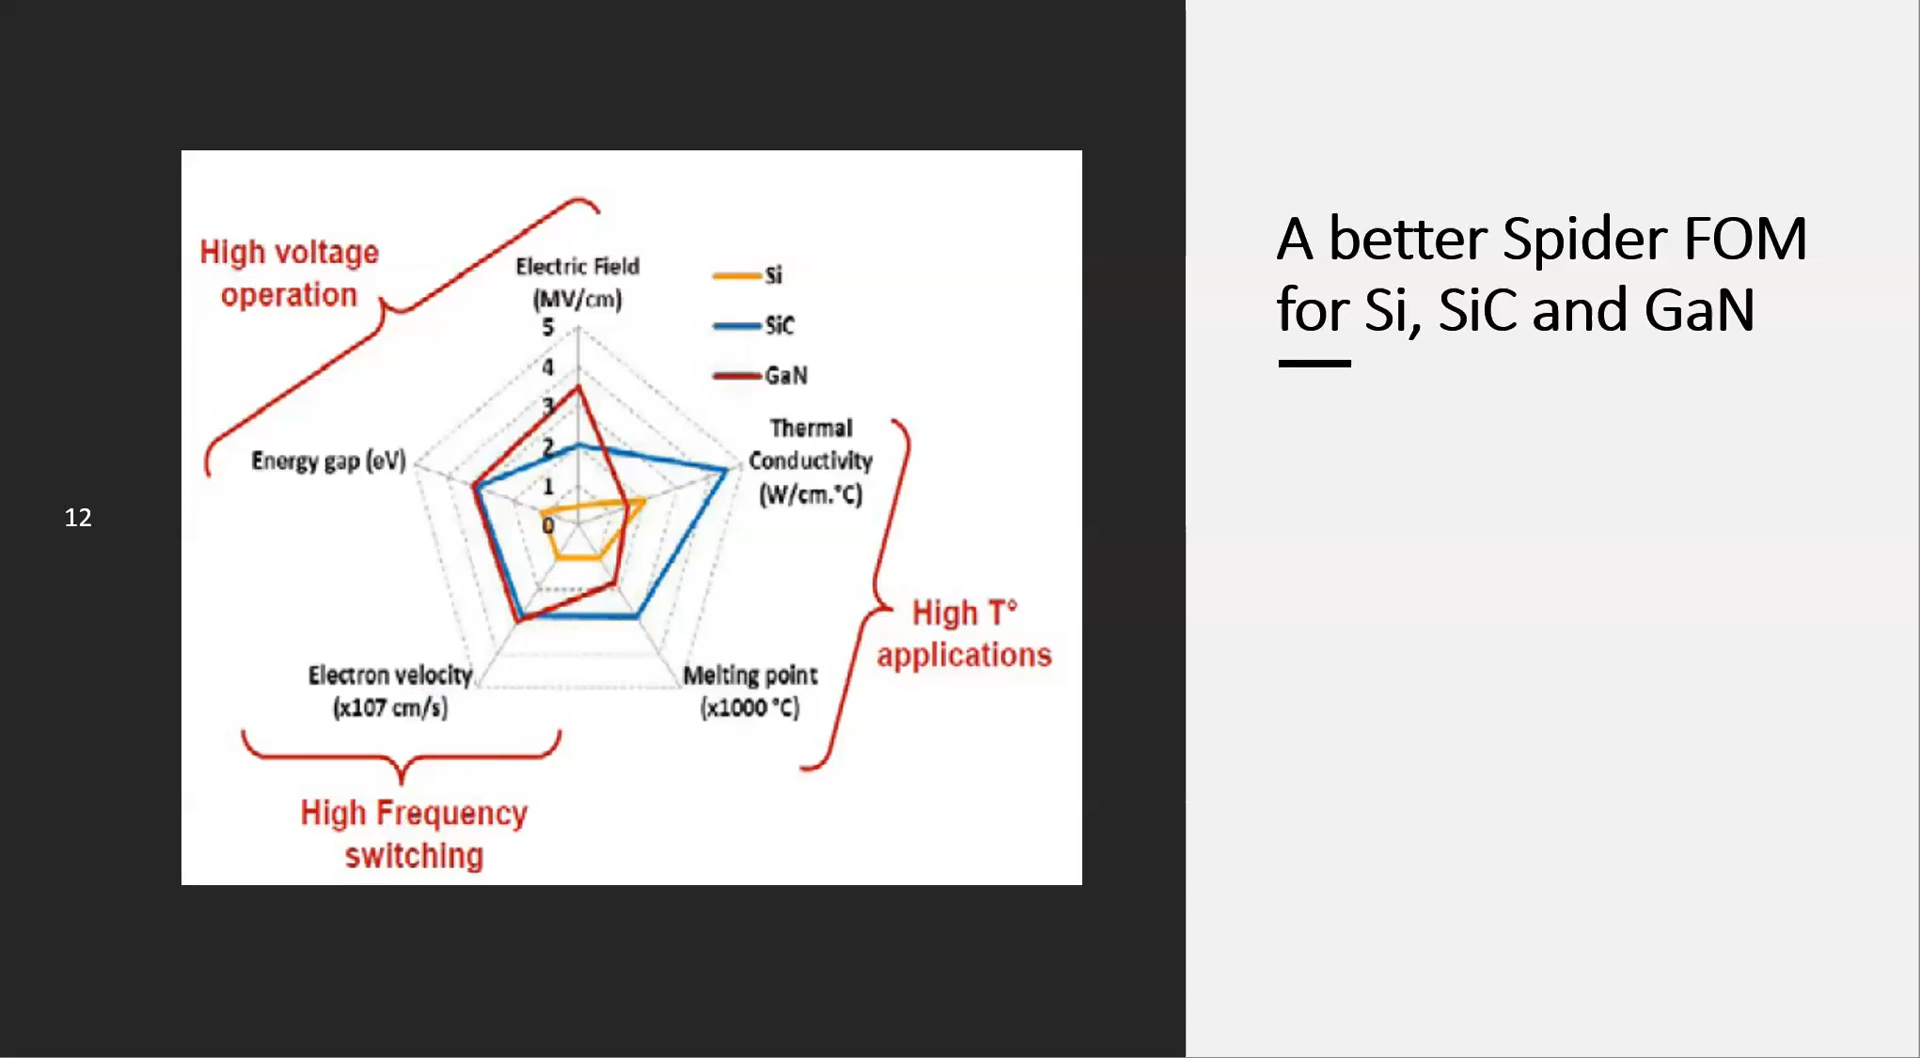 12
High voltage
operation
Electric Field
(MV/cm)
5
4
3
2
1
0
Si
SiC
GaN
Energy gap (eV)
Thermal
Conductivity
(W/cm.°C)
High T°
applications
Electron velocity
(x107 cm/s)
Melting point
(x1000 °C)
High Frequency
switching
A better Spider FOM
for Si, SiC and GaN